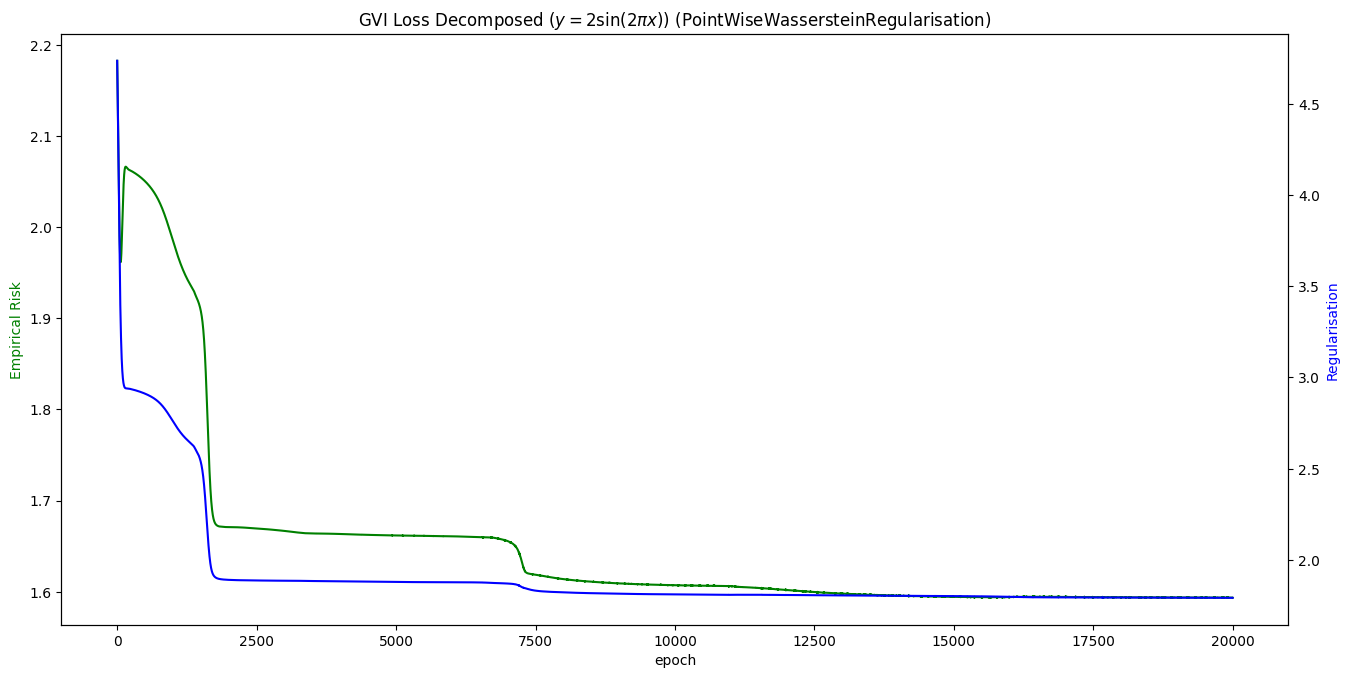 GVI Loss Decomposed (y = 2sin(2πx)) (PointWiseWassersteinRegularisation)
2.2
2.1
2.0
1.9
1.8
1.7
1.6
Empirical Risk
4.5
4.0
3.5
3.0
2.5
2.0
Regularisation
0 2500 5000 7500 10000 12500 15000 17500 20000
epoch